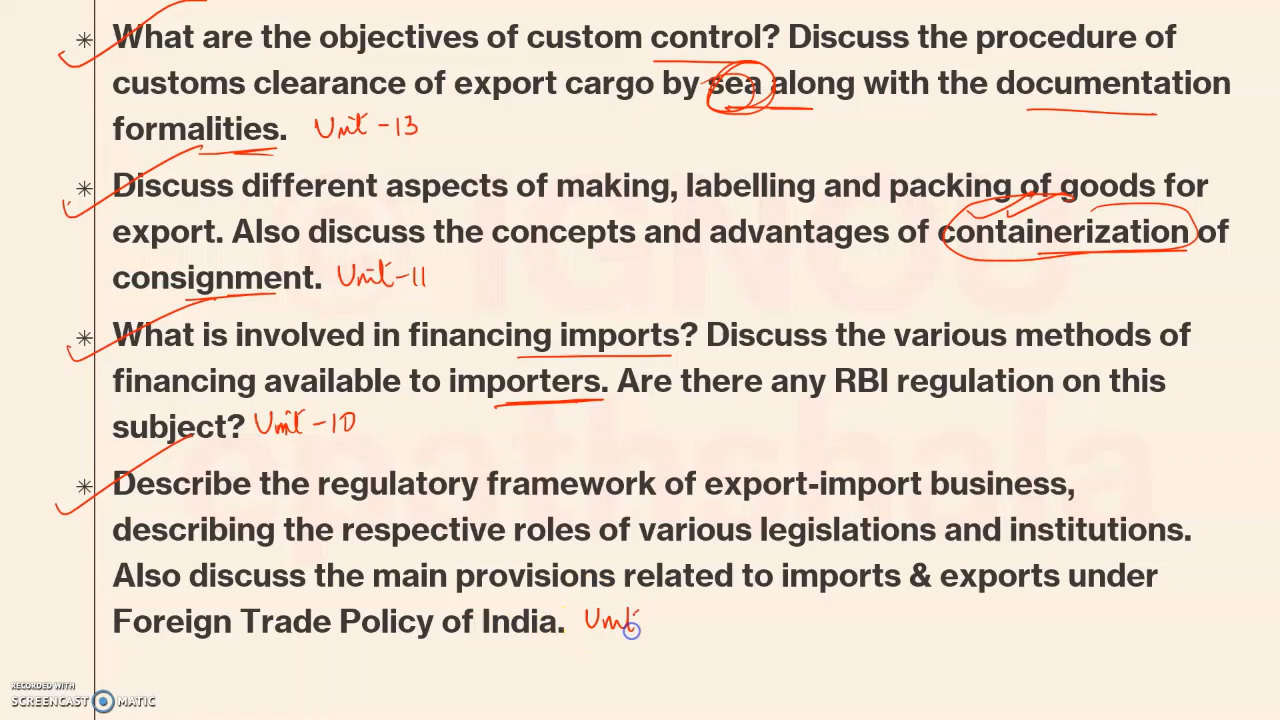 ✳ What are the objectives of custom control? Discuss the procedure of
customs clearance of export cargo by sea along with the documentation
formalities. Unit -13
✳ Discuss different aspects of making, labelling and packing of goods for
export. Also discuss the concepts and advantages of containerization of
consignment. Unit -11
✳ What is involved in financing imports? Discuss the various methods of
financing available to importers. Are there any RBI regulation on this
subject? Unit -10
✳ Describe the regulatory framework of export-import business,
describing the respective roles of various legislations and institutions.
Also discuss the main provisions related to imports & exports under
Foreign Trade Policy of India. Unit
IGNOU
epathshala
RECORDED WITH
SCREENCAST MATIC